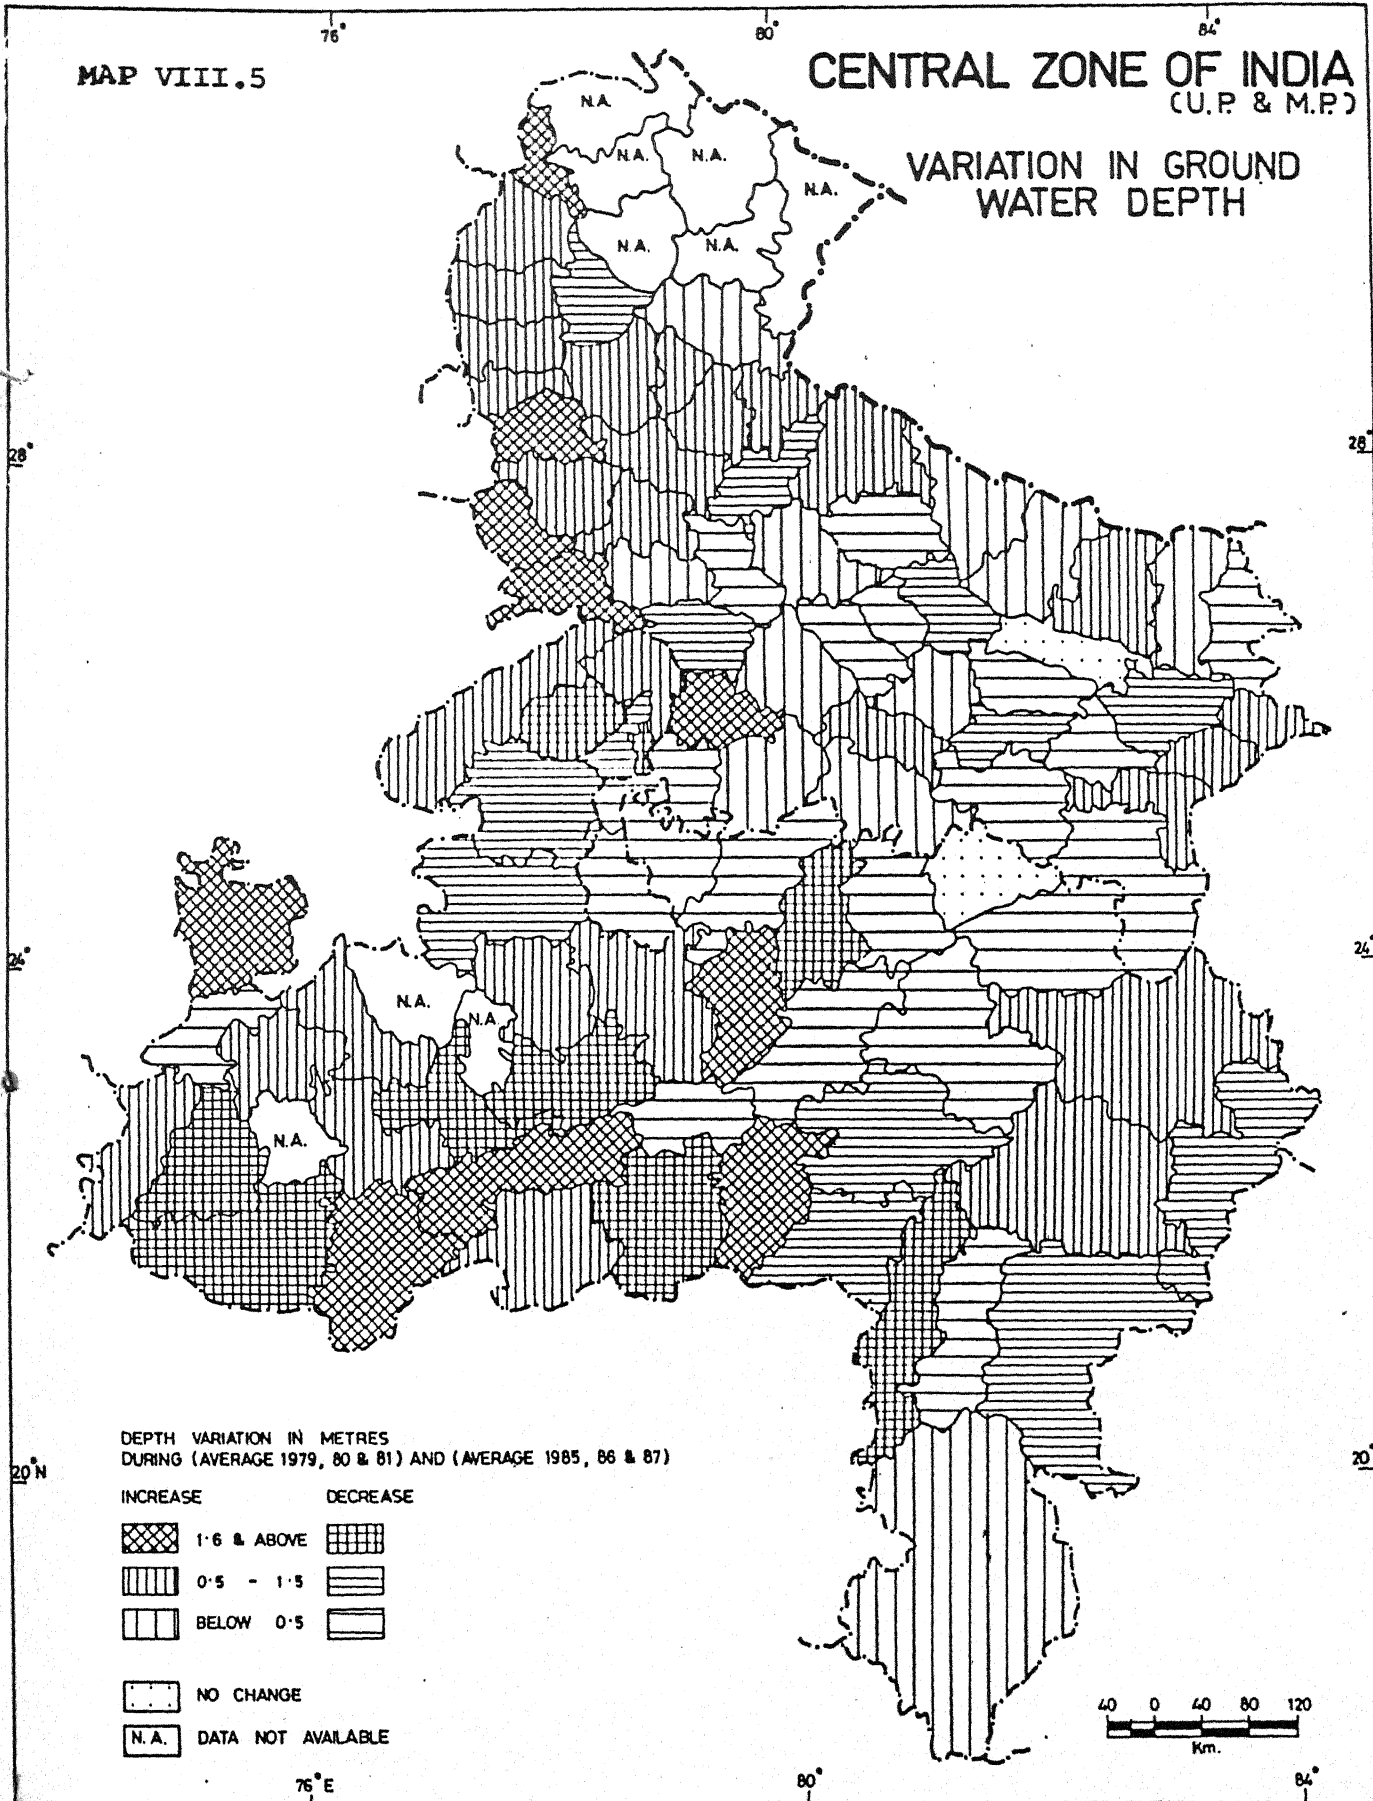 76° 80° 84°
MAP VIII.5
CENTRAL ZONE OF INDIA
(U.P. & M.P.)
VARIATION IN GROUND
WATER DEPTH
N.A.
N.A. N.A.
N.A.
N.A. N.A.
28° 28°
24° 24°
N.A.
N.A
N.A.
DEPTH VARIATION IN METRES
DURING (AVERAGE 1979, 80 & 81) AND (AVERAGE 1985, 86 & 87)
20°N 20°
INCREASE DECREASE
1·6 & ABOVE
0·5 - 1·5
BELOW 0·5
NO CHANGE
N.A. DATA NOT AVAILABLE
40 0 40 80 120
Km.
76°E 80° 84°